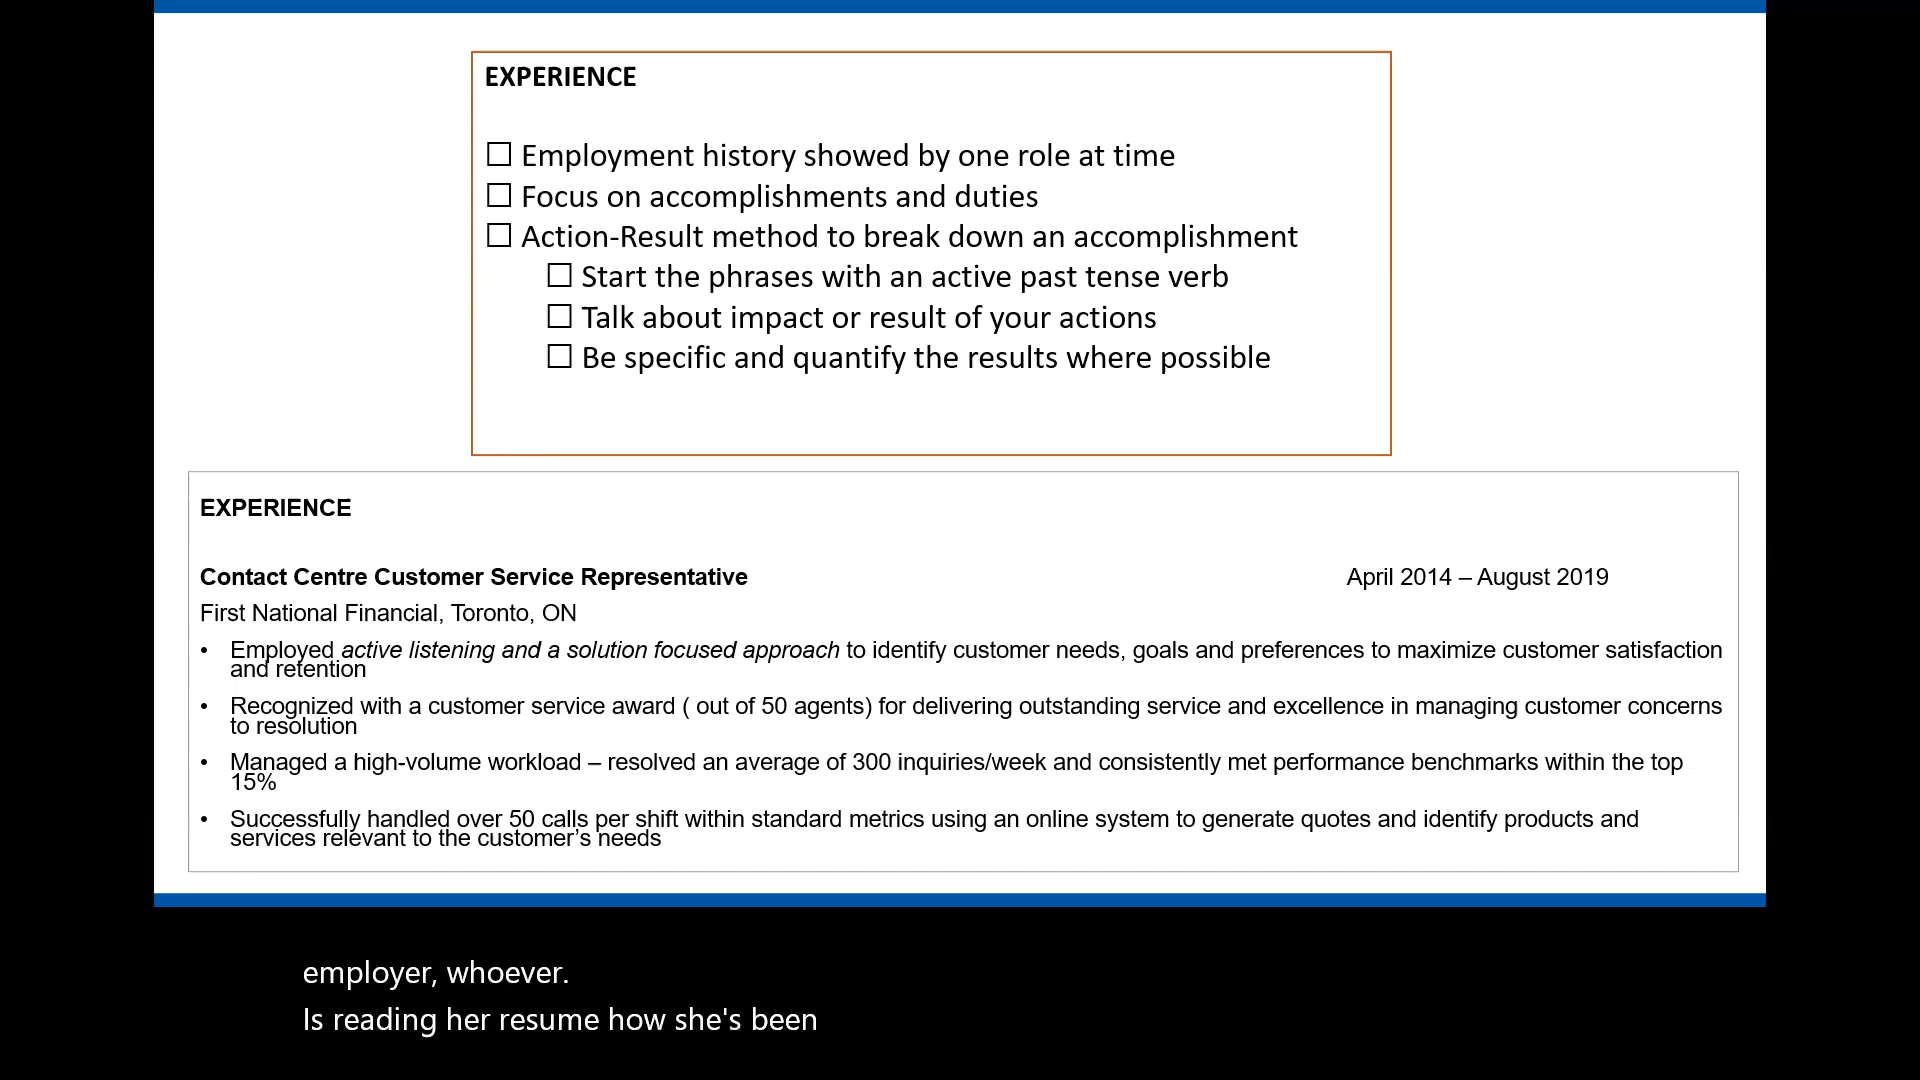 EXPERIENCE
☐ Employment history showed by one role at time
☐ Focus on accomplishments and duties
☐ Action-Result method to break down an accomplishment
☐ Start the phrases with an active past tense verb
☐ Talk about impact or result of your actions
☐ Be specific and quantify the results where possible
EXPERIENCE
Contact Centre Customer Service Representative April 2014 – August 2019
First National Financial, Toronto, ON
• Employed active listening and a solution focused approach to identify customer needs, goals and preferences to maximize customer satisfaction
and retention
• Recognized with a customer service award ( out of 50 agents) for delivering outstanding service and excellence in managing customer concerns
to resolution
• Managed a high-volume workload – resolved an average of 300 inquiries/week and consistently met performance benchmarks within the top
15%
• Successfully handled over 50 calls per shift within standard metrics using an online system to generate quotes and identify products and
services relevant to the customer’s needs
employer, whoever.
Is reading her resume how she's been